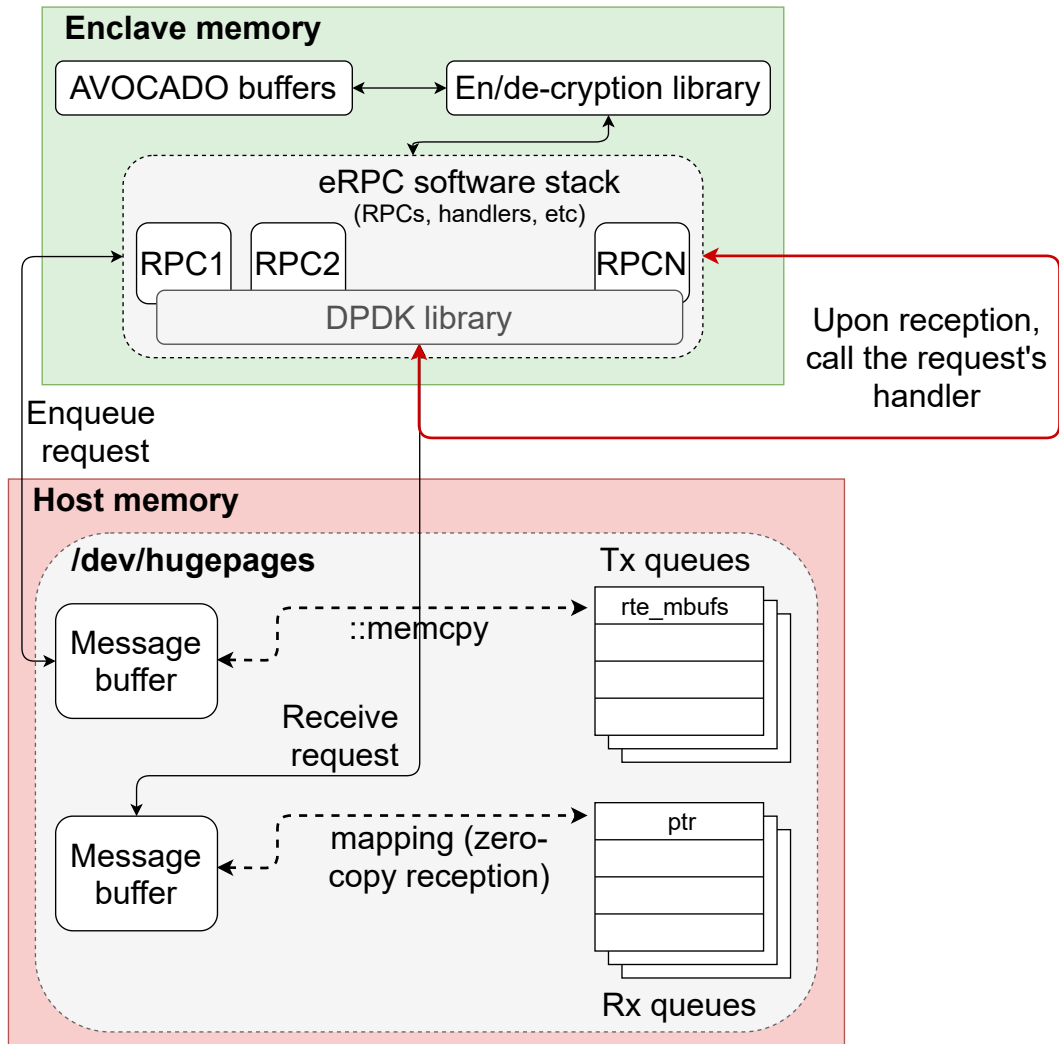 Enclave memory
AVOCADO buffers
En/de-cryption library
eRPC software stack
(RPCs, handlers, etc)
RPC1
RPC2
RPCN
DPDK library
Upon reception,
call the request's
handler
Enqueue
request
Host memory
/dev/hugepages
Tx queues
rte_mbufs
::memcpy
Message
buffer
Receive
request
ptr
mapping (zero-
copy reception)
Message
buffer
Rx queues